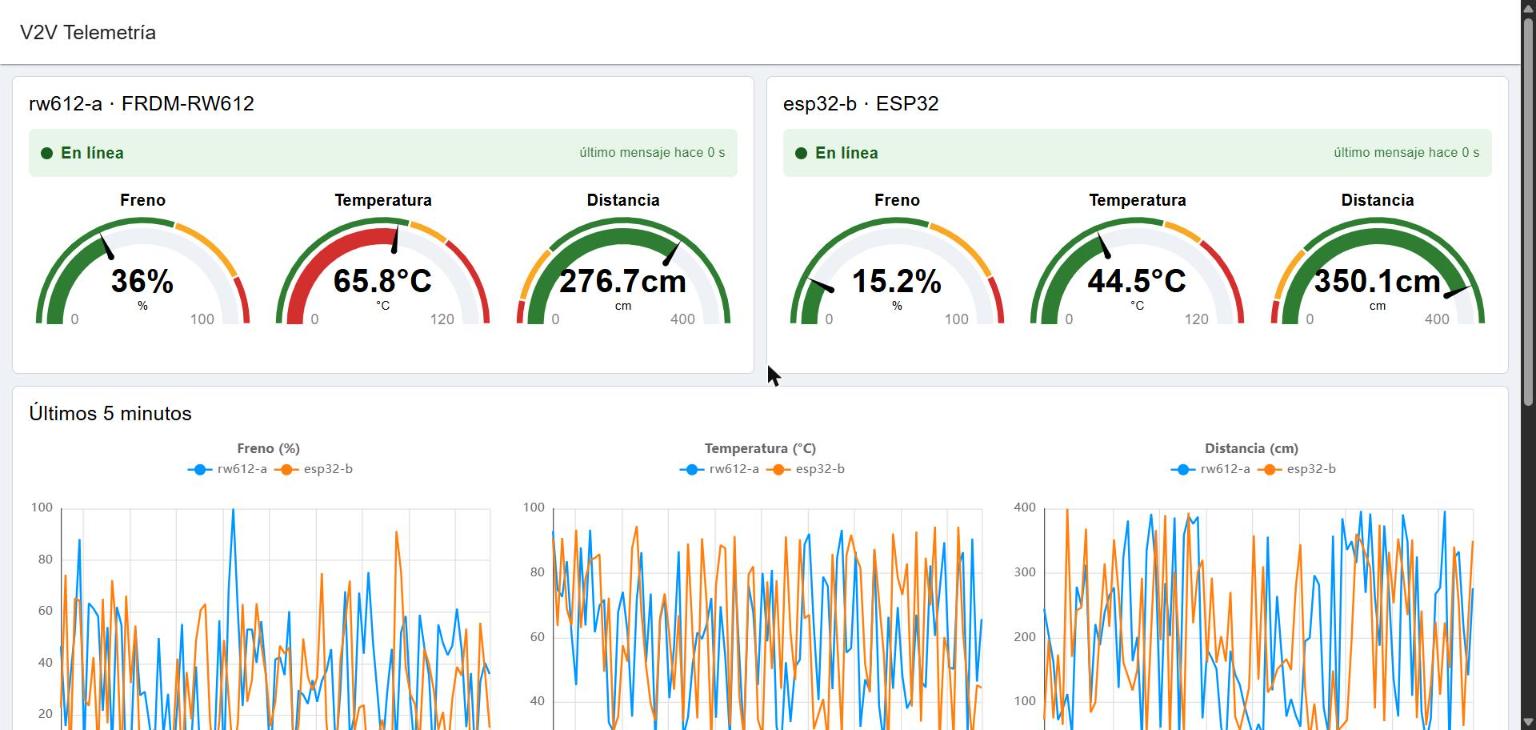 V2V Telemetría
rw612-a · FRDM-RW612
En línea
último mensaje hace 0 s
Freno
36%
%
0
100
Temperatura
65.8°C
°C
0
120
Distancia
276.7cm
cm
0
400
esp32-b · ESP32
En línea
último mensaje hace 0 s
Freno
15.2%
%
0
100
Temperatura
44.5°C
°C
0
120
Distancia
350.1cm
cm
0
400
Últimos 5 minutos
Freno (%)
rw612-a
esp32-b
100
80
60
40
20
Temperatura (°C)
rw612-a
esp32-b
100
80
60
40
Distancia (cm)
rw612-a
esp32-b
400
300
200
100